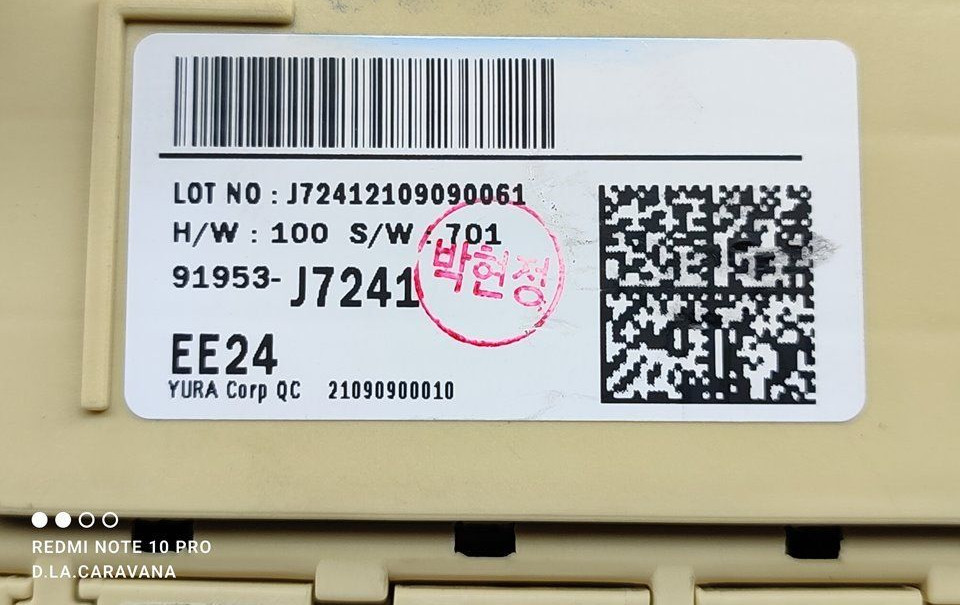 LOT NO : J72412109090061
H/W : 100 S/W : 701
91953- J7241
박현정
EE24
YURA Corp QC 21090900010
REDMI NOTE 10 PRO
D.LA.CARAVANA